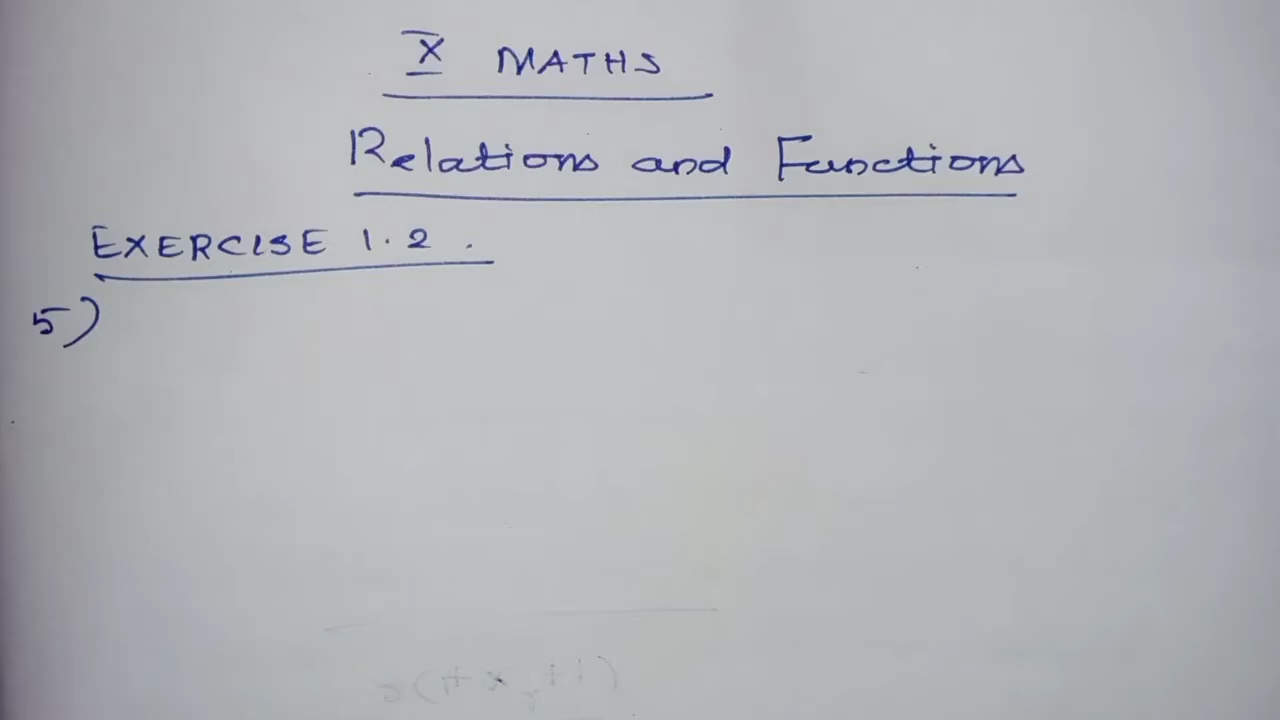 X MATHS
Relations and Functions
EXERCISE 1.2.
5)